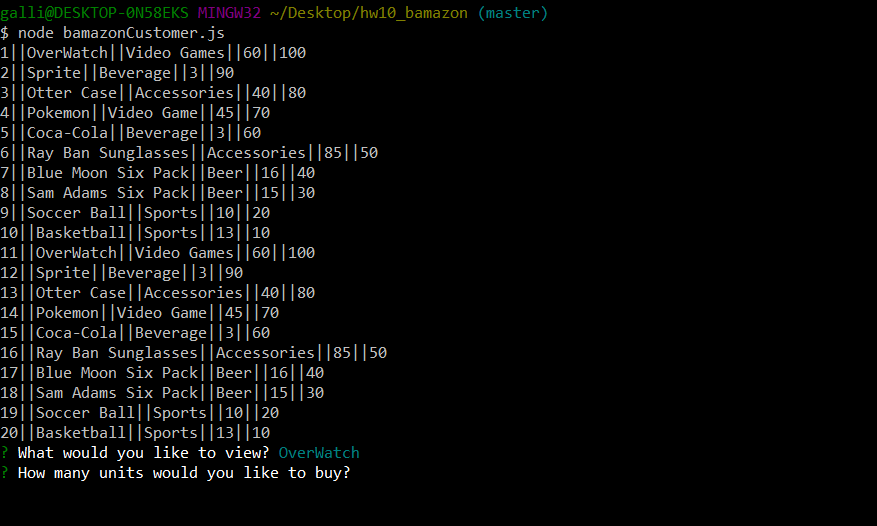 galli@DESKTOP-0N58EKS MINGW32 ~/Desktop/hw10_bamazon (master)
$ node bamazonCustomer.js
1||OverWatch||Video Games||60||100
2||Sprite||Beverage||3||90
3||Otter Case||Accessories||40||80
4||Pokemon||Video Game||45||70
5||Coca-Cola||Beverage||3||60
6||Ray Ban Sunglasses||Accessories||85||50
7||Blue Moon Six Pack||Beer||16||40
8||Sam Adams Six Pack||Beer||15||30
9||Soccer Ball||Sports||10||20
10||Basketball||Sports||13||10
11||OverWatch||Video Games||60||100
12||Sprite||Beverage||3||90
13||Otter Case||Accessories||40||80
14||Pokemon||Video Game||45||70
15||Coca-Cola||Beverage||3||60
16||Ray Ban Sunglasses||Accessories||85||50
17||Blue Moon Six Pack||Beer||16||40
18||Sam Adams Six Pack||Beer||15||30
19||Soccer Ball||Sports||10||20
20||Basketball||Sports||13||10
? What would you like to view? OverWatch
? How many units would you like to buy?